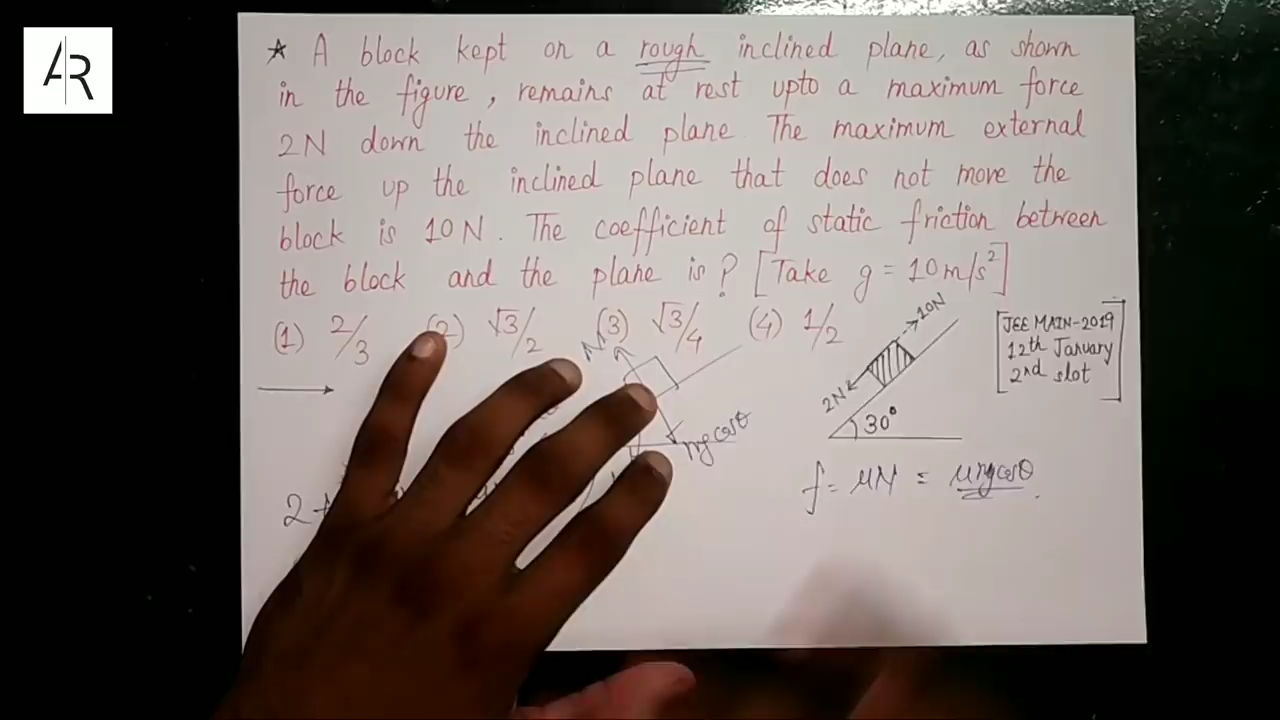 AR
★ A block kept on a rough inclined plane, as shown
in the figure, remains at rest upto a maximum force
2N down the inclined plane. The maximum external
force up the inclined plane that does not move the
block is 10N. The coefficient of static friction between
the block and the plane is? [Take g = 10 m/s²]
(1) 2/3 (2) √3/2 (3) √3/4 (4) 1/2
[JEE MAIN-2019
12th January
2nd slot]
10N
2N
30°
N
mgcosθ
f = μN = μmgcosθ
2+